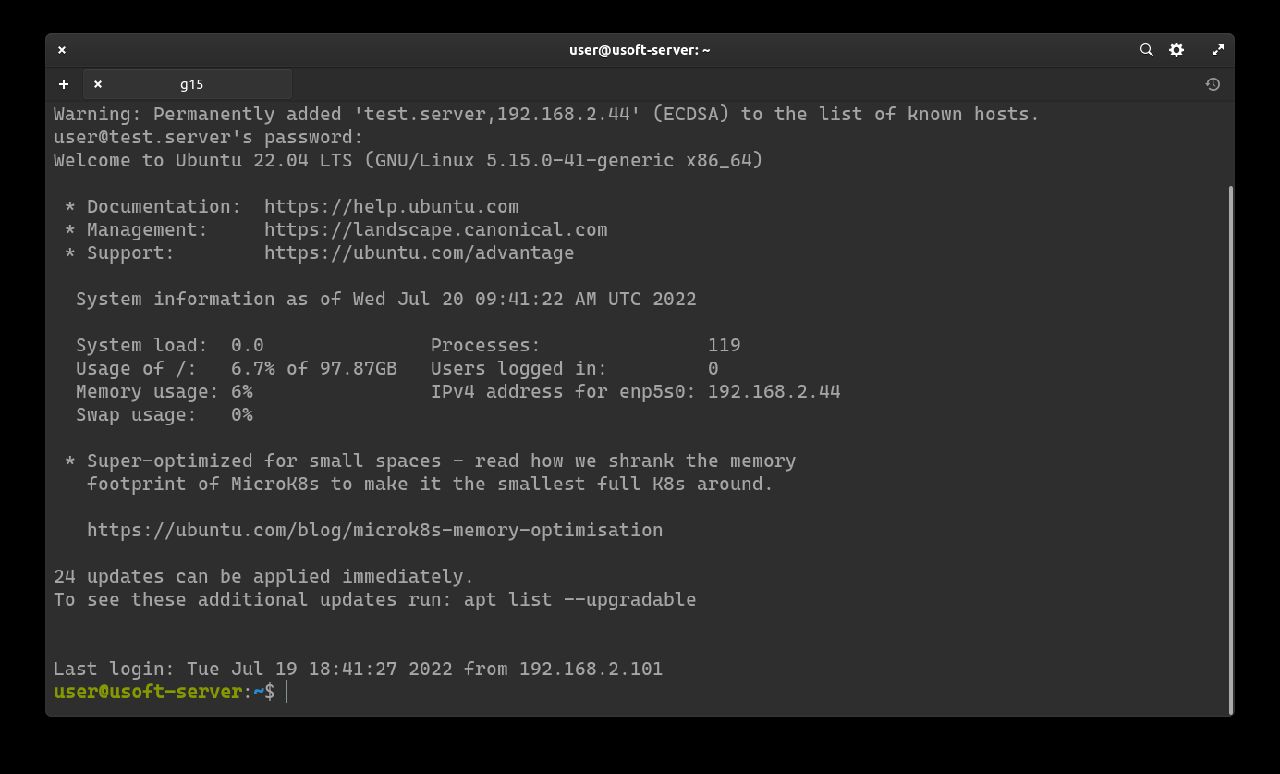 user@usoft-server: ~
g15
Warning: Permanently added 'test.server,192.168.2.44' (ECDSA) to the list of known hosts.
user@test.server's password:
Welcome to Ubuntu 22.04 LTS (GNU/Linux 5.15.0-41-generic x86_64)
* Documentation:  https://help.ubuntu.com
* Management:     https://landscape.canonical.com
* Support:        https://ubuntu.com/advantage
System information as of Wed Jul 20 09:41:22 AM UTC 2022
System load:  0.0               Processes:               119
Usage of /:   6.7% of 97.87GB   Users logged in:         0
Memory usage: 6%                IPv4 address for enp5s0: 192.168.2.44
Swap usage:   0%
* Super-optimized for small spaces - read how we shrank the memory
footprint of MicroK8s to make it the smallest full K8s around.
https://ubuntu.com/blog/microk8s-memory-optimisation
24 updates can be applied immediately.
To see these additional updates run: apt list --upgradable
Last login: Tue Jul 19 18:41:27 2022 from 192.168.2.101
user@usoft-server:~$